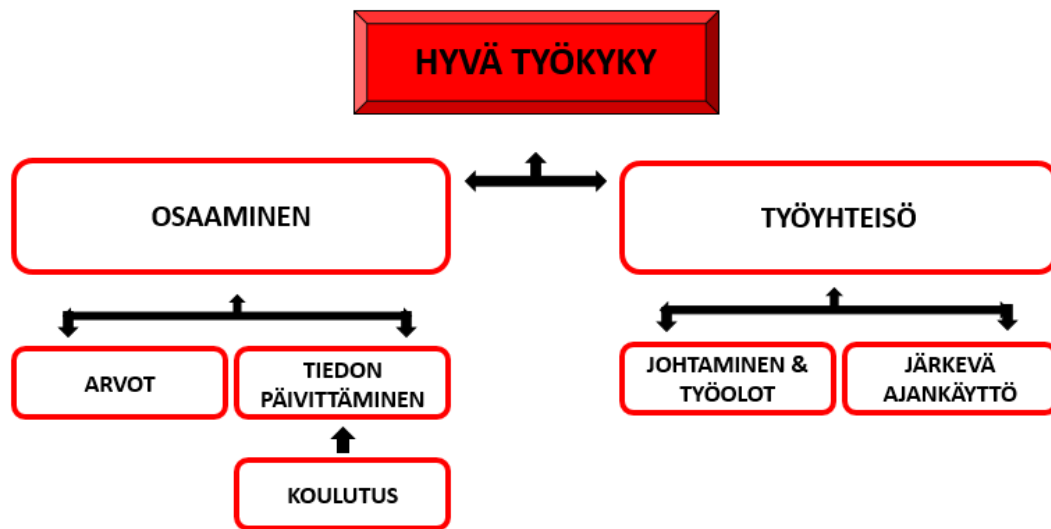 HYVÄ TYÖKYKY
OSAAMINEN
TYÖYHTEISÖ
ARVOT
TIEDON
PÄIVITTÄMINEN
JOHTAMINEN &
TYÖOLOT
JÄRKEVÄ
AJANKÄYTTÖ
KOULUTUS